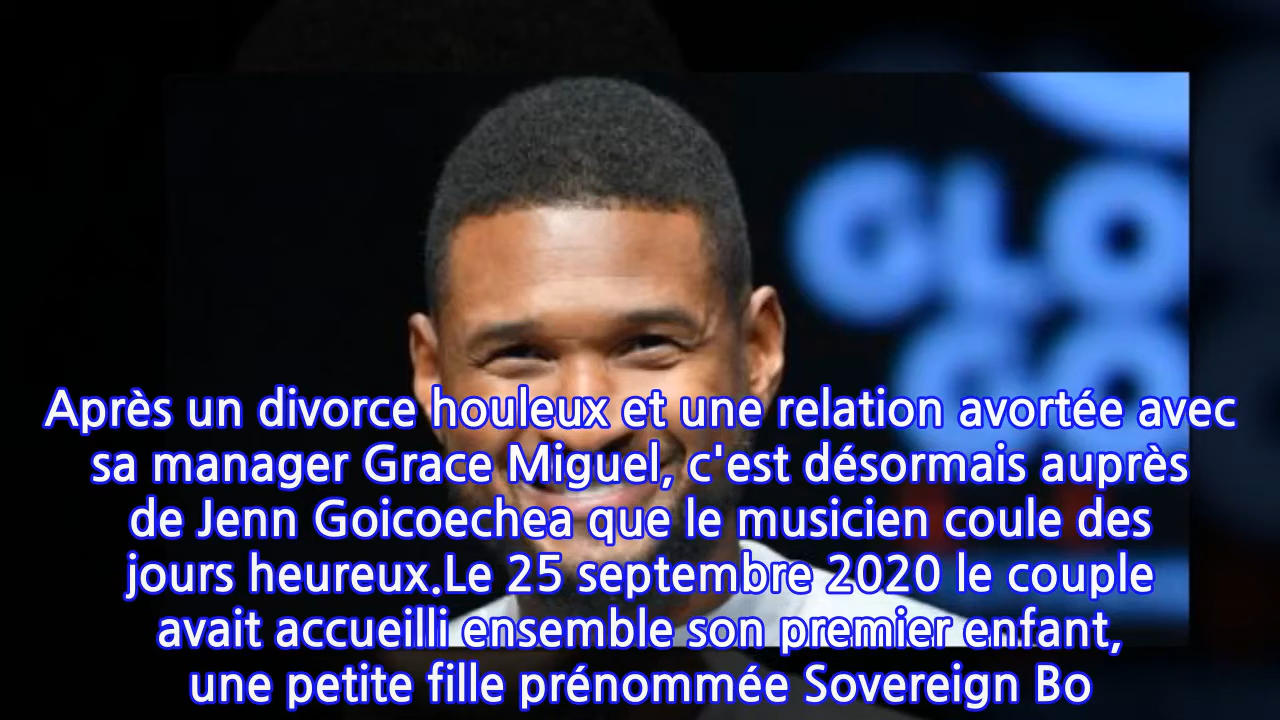 GLO
GO
Après un divorce houleux et une relation avortée avec
sa manager Grace Miguel, c'est désormais auprès
de Jenn Goicoechea que le musicien coule des
jours heureux.Le 25 septembre 2020 le couple
avait accueilli ensemble son premier enfant,
une petite fille prénommée Sovereign Bo